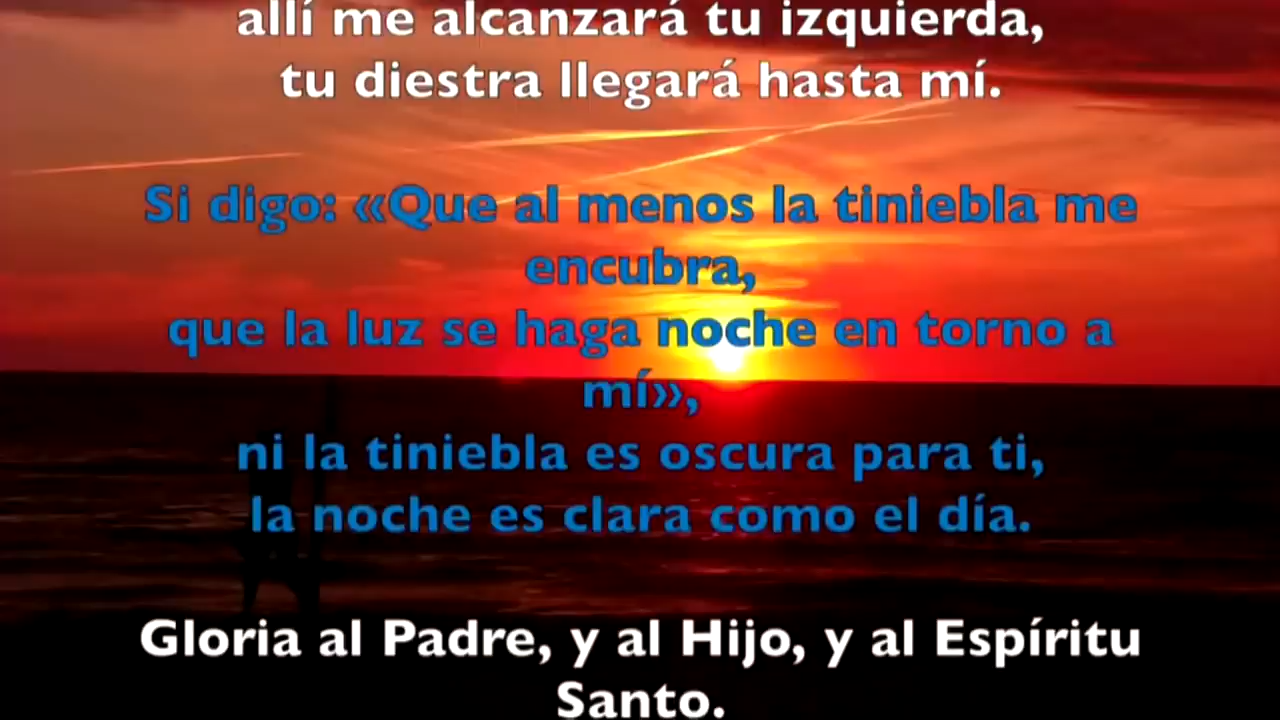 allí me alcanzará tu izquierda,
tu diestra llegará hasta mí.
Si digo: «Que al menos la tiniebla me
encubra,
que la luz se haga noche en torno a
mí»,
ni la tiniebla es oscura para ti,
la noche es clara como el día.
Gloria al Padre, y al Hijo, y al Espíritu
Santo.